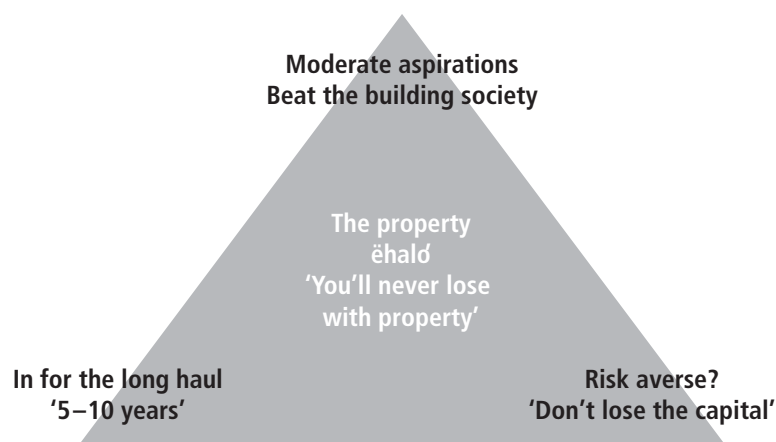 Moderate aspirations
Beat the building society
The property
ëhaló
‘You’ll never lose
with property’
In for the long haul
‘5–10 years’
Risk averse?
‘Don’t lose the capital’